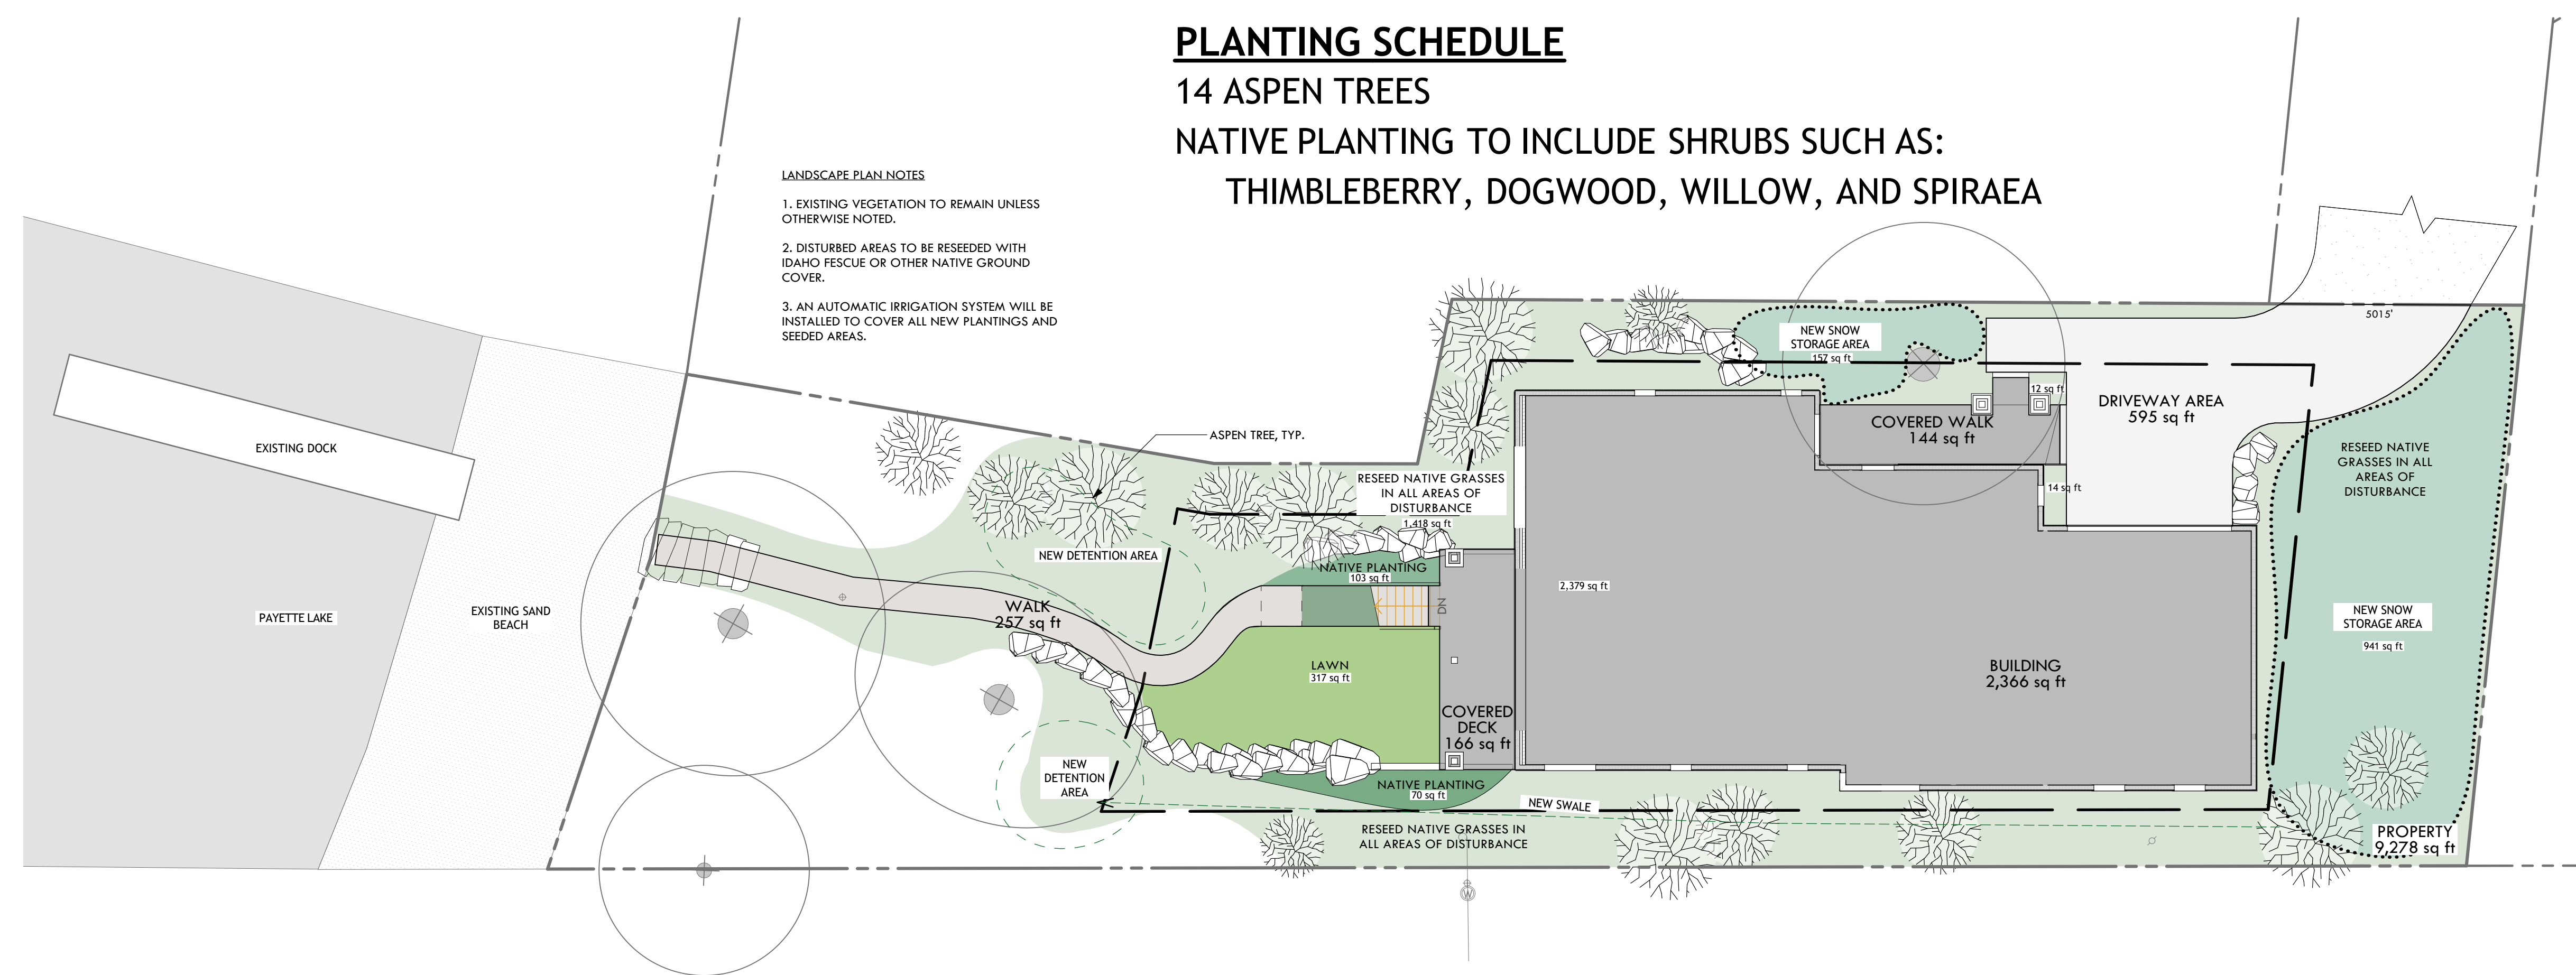 PLANTING SCHEDULE
14 ASPEN TREES
NATIVE PLANTING TO INCLUDE SHRUBS SUCH AS:
THIMBLEBERRY, DOGWOOD, WILLOW, AND SPIRAEA
LANDSCAPE PLAN NOTES
1. EXISTING VEGETATION TO REMAIN UNLESS
OTHERWISE NOTED.
2. DISTURBED AREAS TO BE RESEEDED WITH
IDAHO FESCUE OR OTHER NATIVE GROUND
COVER.
3. AN AUTOMATIC IRRIGATION SYSTEM WILL BE
INSTALLED TO COVER ALL NEW PLANTINGS AND
SEEDED AREAS.
EXISTING DOCK
PAYETTE LAKE
EXISTING SAND
BEACH
ASPEN TREE, TYP.
NEW DETENTION AREA
WALK
257 sq ft
NEW
DETENTION
AREA
RESEED NATIVE GRASSES
IN ALL AREAS OF
DISTURBANCE
1,418 sq ft
NATIVE PLANTING
103 sq ft
DN
LAWN
317 sq ft
COVERED
DECK
166 sq ft
NATIVE PLANTING
70 sq ft
RESEED NATIVE GRASSES IN
ALL AREAS OF DISTURBANCE
W
NEW SWALE
2,379 sq ft
NEW SNOW
STORAGE AREA
157 sq ft
COVERED WALK
144 sq ft
12 sq ft
14 sq ft
DRIVEWAY AREA
595 sq ft
5015'
BUILDING
2,366 sq ft
RESEED NATIVE
GRASSES IN ALL
AREAS OF
DISTURBANCE
NEW SNOW
STORAGE AREA
941 sq ft
PROPERTY
9,278 sq ft